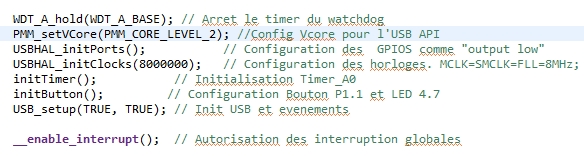 WDT_A_hold(WDT_A_BASE); // Arret le timer du watchdog
PMM_setVCore(PMM_CORE_LEVEL_2); //Config Vcore pour l'USB API
USBHAL_initPorts(); // Configuration des GPIOS comme "output low"
USBHAL_initClocks(8000000); // Configuration des horloges. MCLK=SMCLK=FLL=8MHz;
initTimer(); // Initialisation Timer_A0
initButton(); // Configuration Bouton P1.1 et LED 4.7
USB_setup(TRUE, TRUE); // Init USB et evenements
__enable_interrupt(); // Autorisation des interruption globales